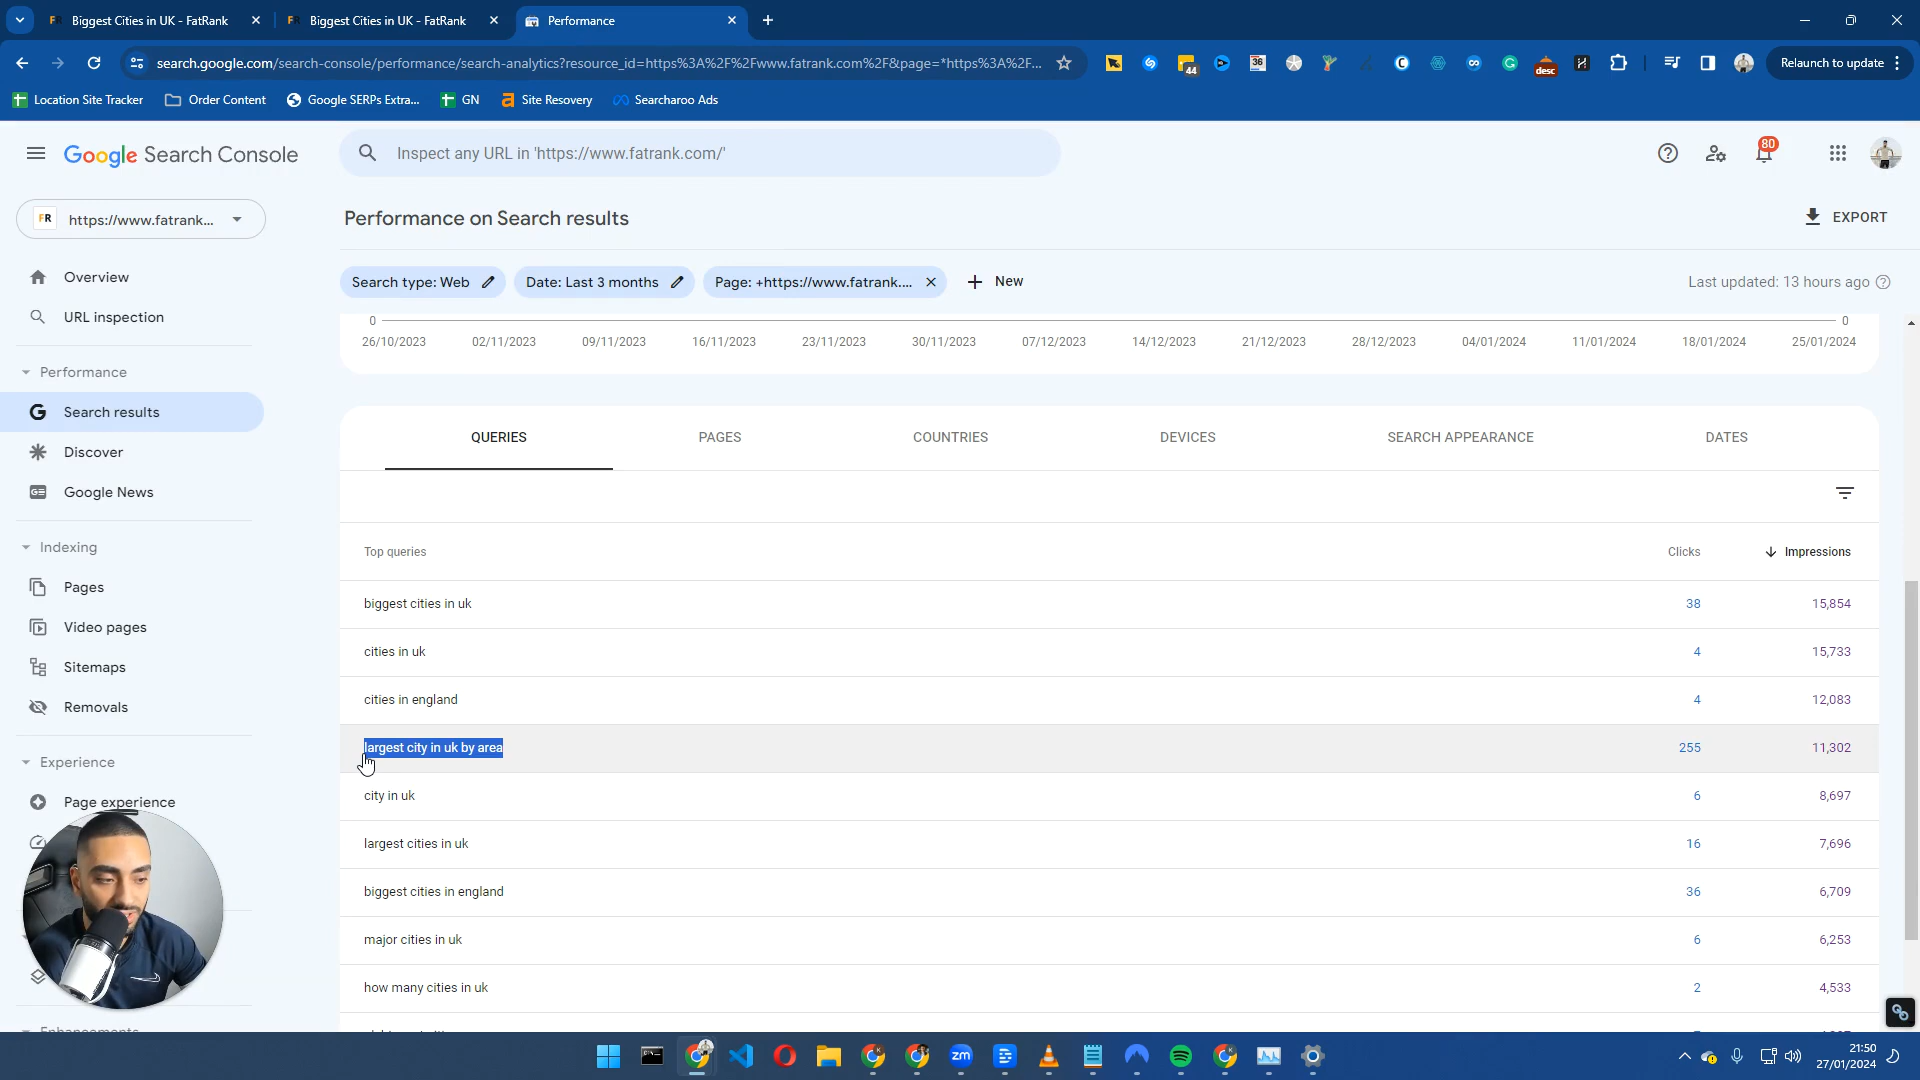 Biggest Cities in UK - FatRank
Biggest Cities in UK - FatRank
Performance
search.google.com/search-console/performance/search-analytics?resource_id=https%3A%2F%2Fwww.fatrank.com%2F&page=*https%3A%2F...
44
36
desc
Relaunch to update
Location Site Tracker
Order Content
Google SERPs Extra...
GN
Site Recovery
Searcharoo Ads
Google Search Console
Inspect any URL in 'https://www.fatrank.com/'
80
FR
https://www.fatrank...
Performance on Search results
EXPORT
Search type: Web
Date: Last 3 months
Page: +https://www.fatrank....
New
Last updated: 13 hours ago
Overview
URL inspection
Performance
Search results
Discover
Google News
Indexing
Pages
Video pages
Sitemaps
Removals
Experience
Page experience
Enhancements
0
0
26/10/2023
02/11/2023
09/11/2023
16/11/2023
23/11/2023
30/11/2023
07/12/2023
14/12/2023
21/12/2023
28/12/2023
04/01/2024
11/01/2024
18/01/2024
25/01/2024
QUERIES
PAGES
COUNTRIES
DEVICES
SEARCH APPEARANCE
DATES
Top queries
Clicks
Impressions
biggest cities in uk 38 15,854
cities in uk 4 15,733
cities in england 4 12,083
largest city in uk by area 255 11,302
city in uk 6 8,697
largest cities in uk 16 7,696
biggest cities in england 36 6,709
major cities in uk 6 6,253
how many cities in uk 2 4,533
zm
21:50
27/01/2024